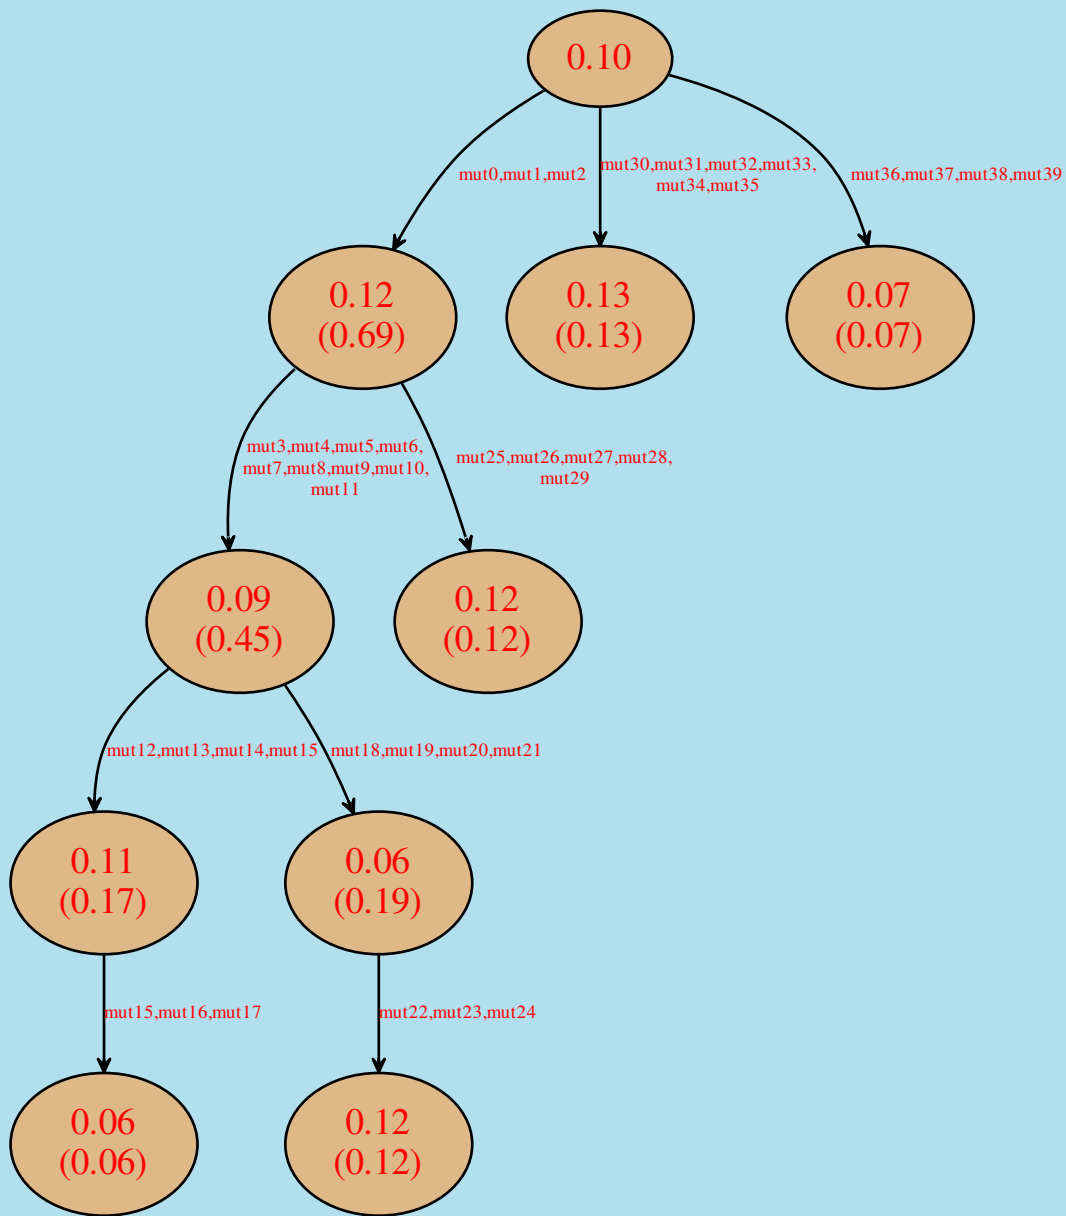 0.10
mut0,mut1,mut2
mut30,mut31,mut32,mut33,
mut34,mut35
mut36,mut37,mut38,mut39
0.12
(0.69)
0.13
(0.13)
0.07
(0.07)
mut3,mut4,mut5,mut6,
mut7,mut8,mut9,mut10,
mut11
mut25,mut26,mut27,mut28,
mut29
0.09
(0.45)
0.12
(0.12)
mut12,mut13,mut14,mut15
mut18,mut19,mut20,mut21
0.11
(0.17)
0.06
(0.19)
mut15,mut16,mut17
mut22,mut23,mut24
0.06
(0.06)
0.12
(0.12)